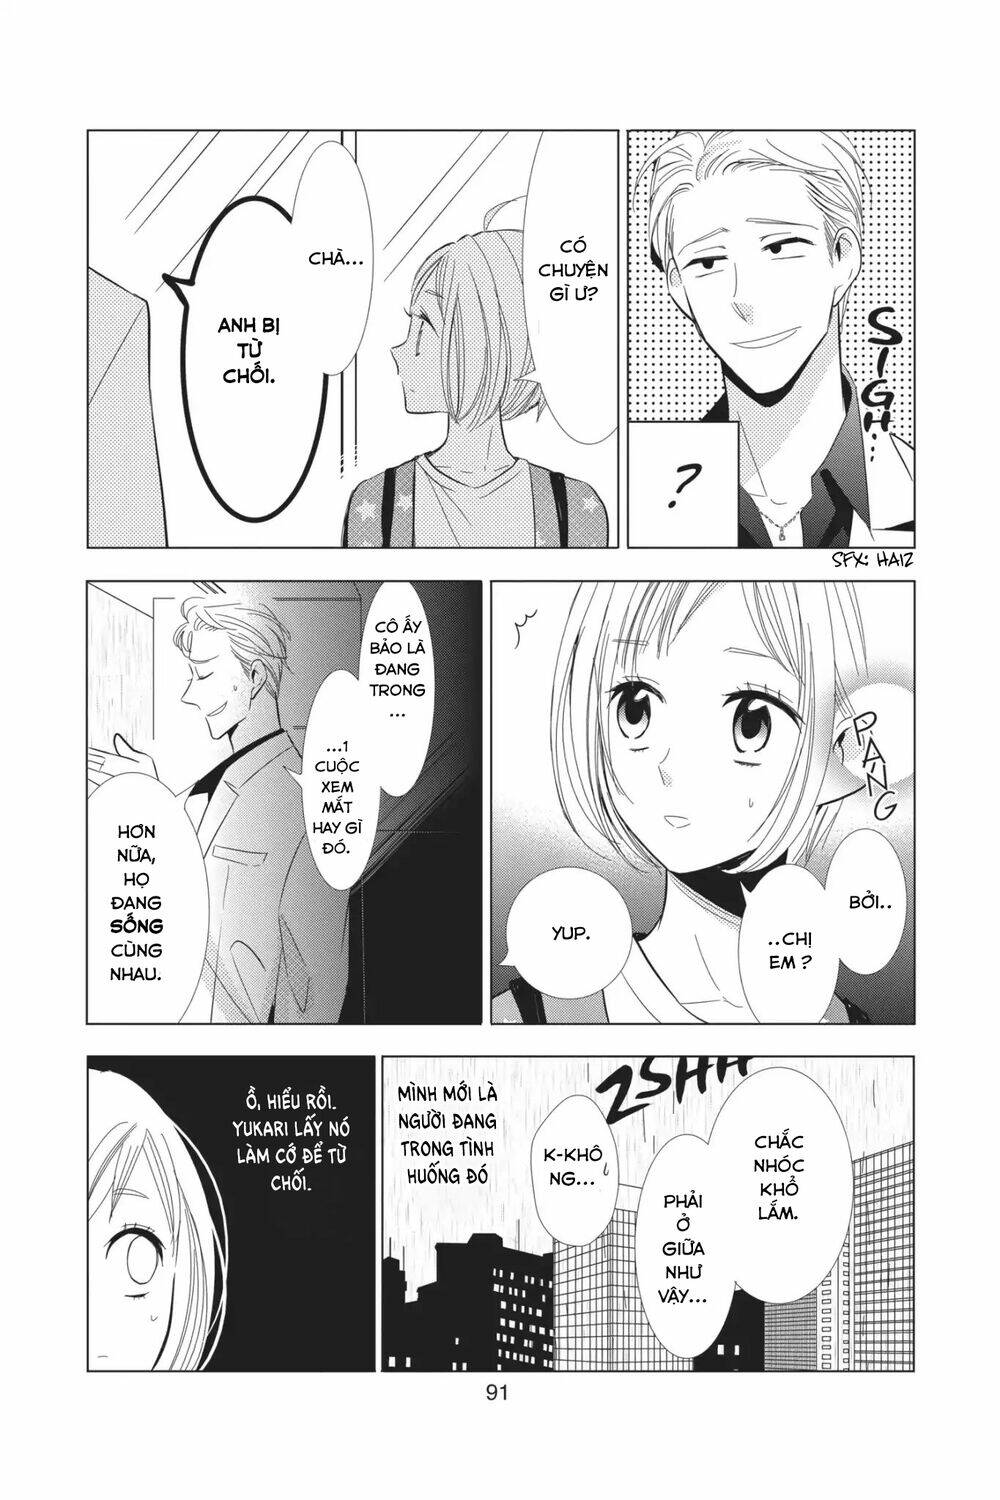 SIGH...
?
SFX: HAIZ
CÓ
CHUYỆN
GÌ Ư?
CHÀ...
ANH BỊ
TỪ
CHỐI.
PANG
BỞI..
..CHỊ
EM ?
YUP.
CÔ ẤY
BẢO LÀ
ĐANG
TRONG
...
...1
CUỘC
XEM
MẮT
HAY GÌ
ĐÓ.
HƠN
NỮA,
HỌ
ĐANG
SỐNG
CÙNG
NHAU.
ZSHH
CHẮC
NHÓC
KHỔ
LẮM.
PHẢI
Ở
GIỮA
NHƯ
VẬY...
K-KHÔ
NG...
MÌNH MỚI LÀ
NGƯỜI ĐANG
TRONG TÌNH
HUỐNG ĐÓ
Ồ, HIỂU RỒI.
YUKARI LẤY NÓ
LÀM CỚ ĐỂ TỪ
CHỐI.
91